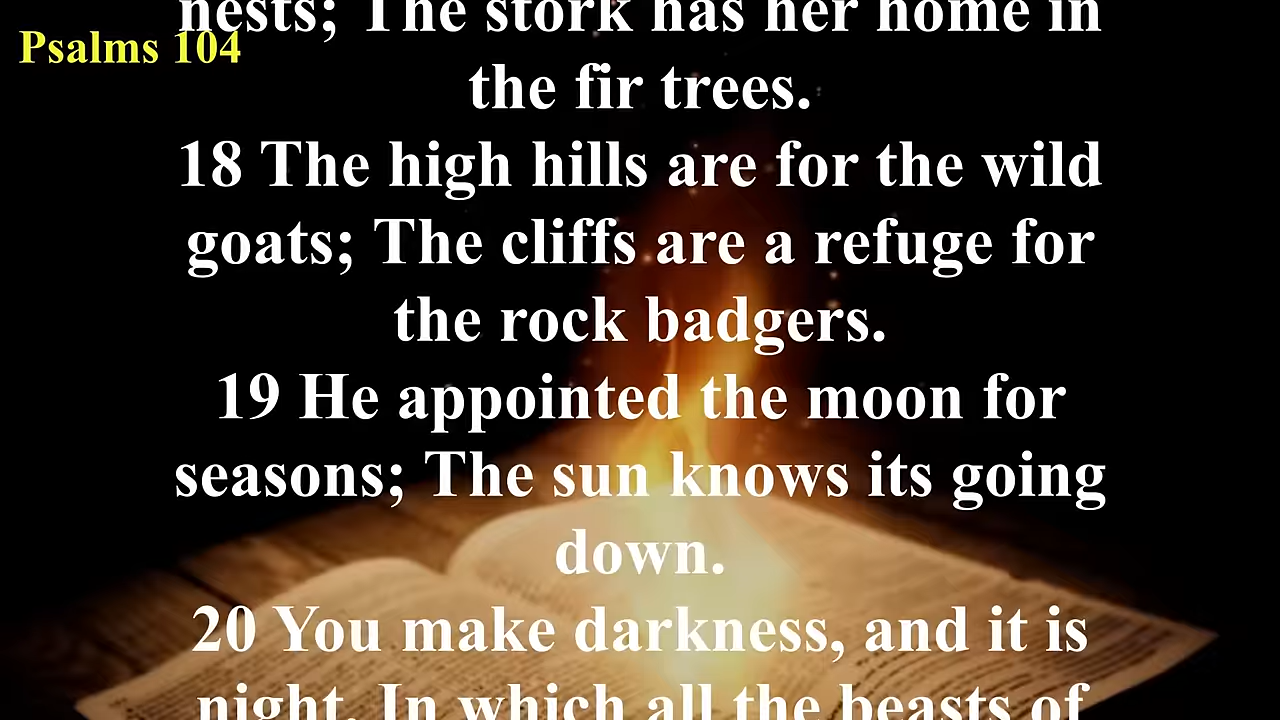 Psalms 104
nests; The stork has her home in
the fir trees.
18 The high hills are for the wild
goats; The cliffs are a refuge for
the rock badgers.
19 He appointed the moon for
seasons; The sun knows its going
down.
20 You make darkness, and it is
night, In which all the beasts of